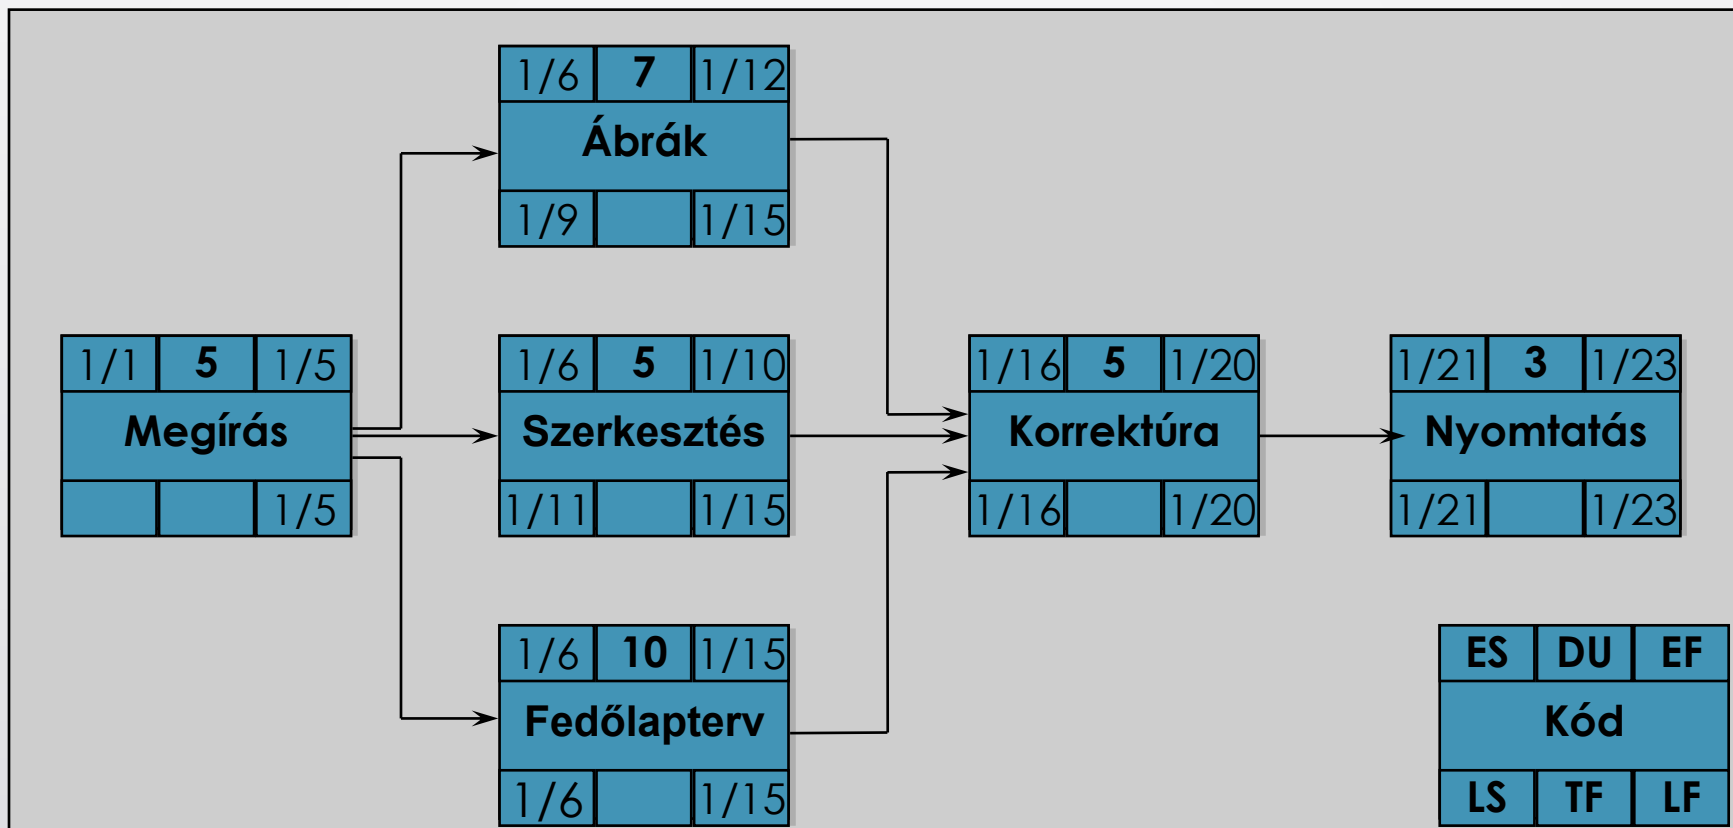 1/6 7 1/12
Ábrák
1/9 1/15
1/1 5 1/5
Megírás
1/5
1/6 5 1/10
Szerkesztés
1/11 1/15
1/16 5 1/20
Korrektúra
1/16 1/20
1/21 3 1/23
Nyomtatás
1/21 1/23
1/6 10 1/15
Fedőlapterv
1/6 1/15
ES DU EF
Kód
LS TF LF